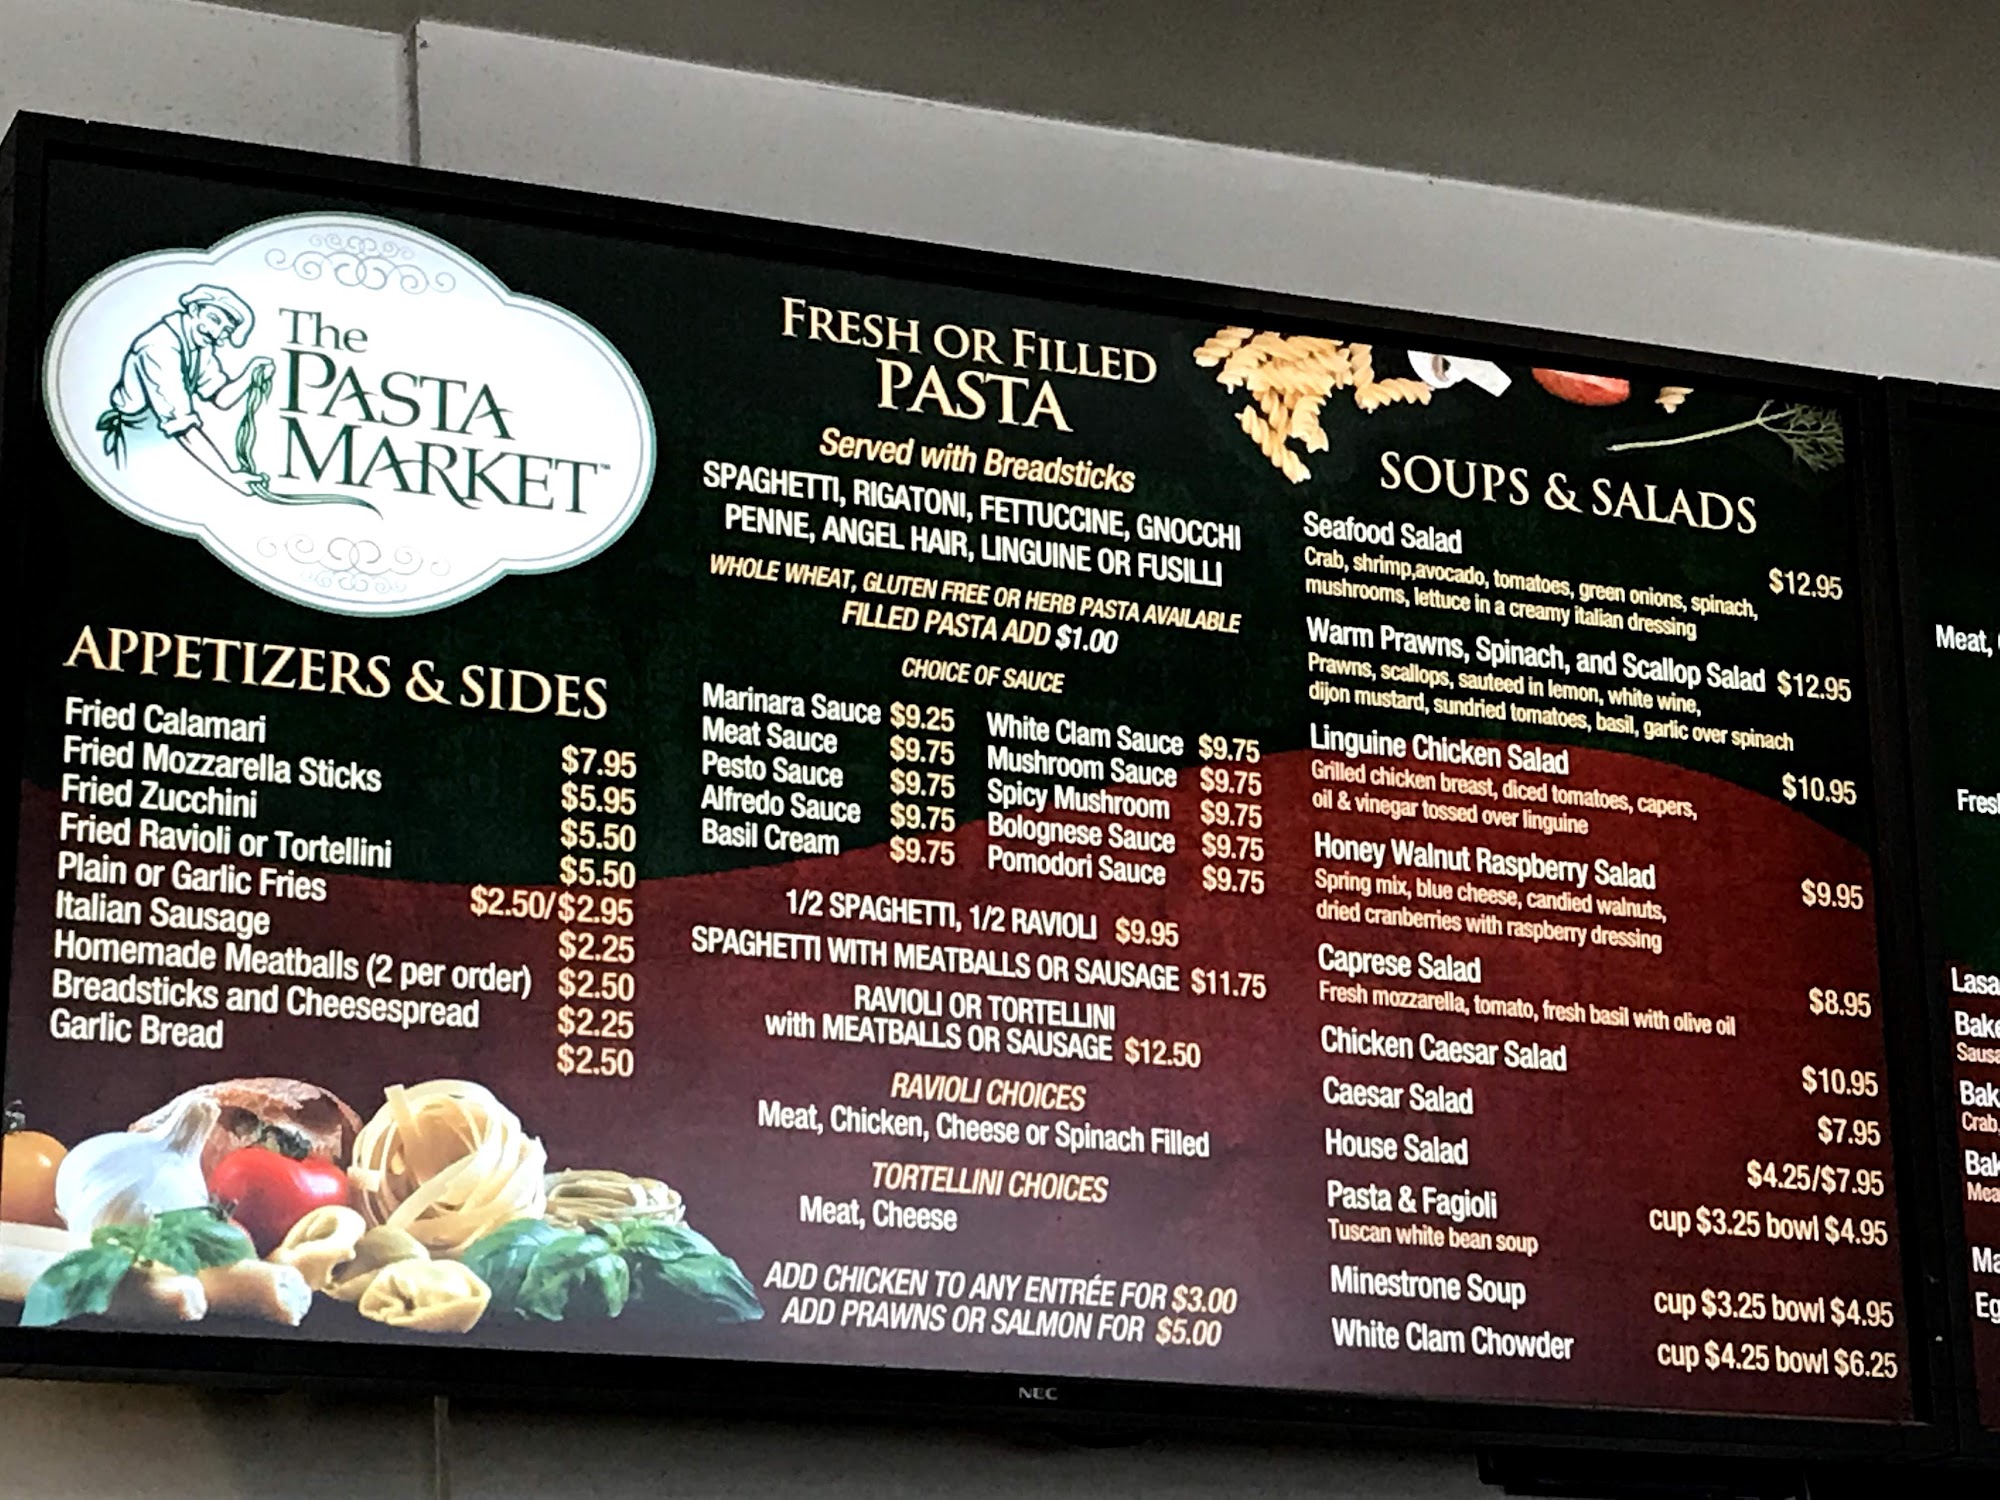 The
PASTA
MARKET™
APPETIZERS & SIDES
Fried Calamari $7.95
Fried Mozzarella Sticks $5.95
Fried Zucchini $5.50
Fried Ravioli or Tortellini $5.50
Plain or Garlic Fries $2.50/$2.95
Italian Sausage $2.25
Homemade Meatballs (2 per order) $2.50
Breadsticks and Cheesespread $2.25
Garlic Bread $2.50
FRESH OR FILLED
PASTA
Served with Breadsticks
SPAGHETTI, RIGATONI, FETTUCCINE, GNOCCHI
PENNE, ANGEL HAIR, LINGUINE OR FUSILLI
WHOLE WHEAT, GLUTEN FREE OR HERB PASTA AVAILABLE
FILLED PASTA ADD $1.00
CHOICE OF SAUCE
Marinara Sauce $9.25
Meat Sauce $9.75
Pesto Sauce $9.75
Alfredo Sauce $9.75
Basil Cream $9.75
White Clam Sauce $9.75
Mushroom Sauce $9.75
Spicy Mushroom $9.75
Bolognese Sauce $9.75
Pomodori Sauce $9.75
1/2 SPAGHETTI, 1/2 RAVIOLI $9.95
SPAGHETTI WITH MEATBALLS OR SAUSAGE $11.75
RAVIOLI OR TORTELLINI
with MEATBALLS OR SAUSAGE $12.50
RAVIOLI CHOICES
Meat, Chicken, Cheese or Spinach Filled
TORTELLINI CHOICES
Meat, Cheese
ADD CHICKEN TO ANY ENTRÉE FOR $3.00
ADD PRAWNS OR SALMON FOR $5.00
SOUPS & SALADS
Seafood Salad $12.95
Crab, shrimp,avocado, tomatoes, green onions, spinach,
mushrooms, lettuce in a creamy italian dressing
Warm Prawns, Spinach, and Scallop Salad $12.95
Prawns, scallops, sauteed in lemon, white wine,
dijon mustard, sundried tomatoes, basil, garlic over spinach
Linguine Chicken Salad $10.95
Grilled chicken breast, diced tomatoes, capers,
oil & vinegar tossed over linguine
Honey Walnut Raspberry Salad $9.95
Spring mix, blue cheese, candied walnuts,
dried cranberries with raspberry dressing
Caprese Salad $8.95
Fresh mozzarella, tomato, fresh basil with olive oil
Chicken Caesar Salad $10.95
Caesar Salad $7.95
House Salad $4.25/$7.95
Pasta & Fagioli cup $3.25 bowl $4.95
Tuscan white bean soup
Minestrone Soup cup $3.25 bowl $4.95
White Clam Chowder cup $4.25 bowl $6.25
NEC
Meat,
Crab,